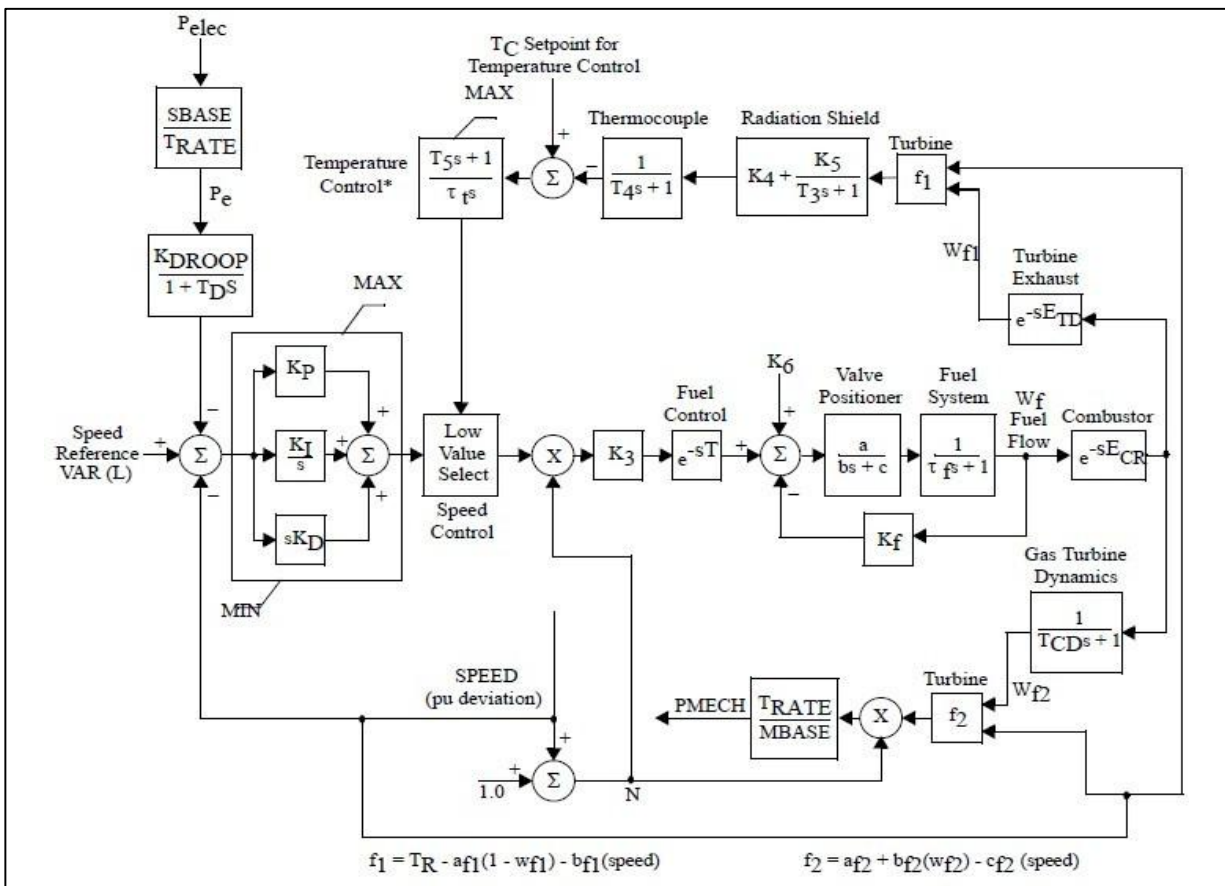 Pelec
SBASE
TRATE
Pe
KDROOP
1 + TDS
TC Setpoint for
Temperature Control
MAX
Temperature
Control*
T5s + 1
τ ts
+
Σ
−
Thermocouple
1
T4s + 1
Radiation Shield
K4 + K5
T3s + 1
Turbine
f1
Wf1
Turbine
Exhaust
e-sETD
MAX
Speed
Reference
VAR (L)
+
−
Σ
−
KP
KI
s
sKD
+
+
+
Σ
MIN
Low
Value
Select
Speed
Control
X
K3
Fuel
Control
e-sT
K6
+
+
Σ
−
Valve
Positioner
a
bs + c
Fuel
System
1
τ fs + 1
Wf
Fuel
Flow
Combustor
e-sECR
Kf
Gas Turbine
Dynamics
1
TCDs + 1
Wf2
Turbine
f2
X
TRATE
MBASE
PMECH
SPEED
(pu deviation)
+
+
1.0
Σ
N
f1 = TR - af1(1 - wf1) - bf1(speed)
f2 = af2 + bf2(wf2) - cf2 (speed)